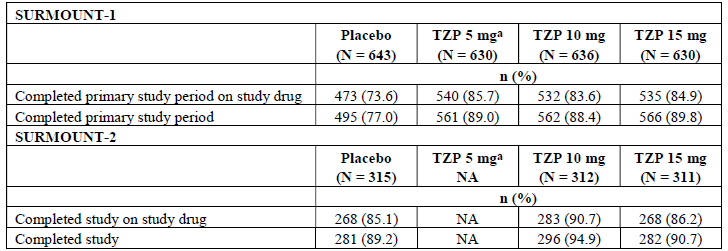 SURMOUNT-1
Placebo (N = 643) TZP 5 mgᵃ (N = 630) TZP 10 mg (N = 636) TZP 15 mg (N = 630)
n (%)
Completed primary study period on study drug 473 (73.6) 540 (85.7) 532 (83.6) 535 (84.9)
Completed primary study period 495 (77.0) 561 (89.0) 562 (88.4) 566 (89.8)
SURMOUNT-2
Placebo (N = 315) TZP 5 mgᵃ NA TZP 10 mg (N = 312) TZP 15 mg (N = 311)
n (%)
Completed study on study drug 268 (85.1) NA 283 (90.7) 268 (86.2)
Completed study 281 (89.2) NA 296 (94.9) 282 (90.7)